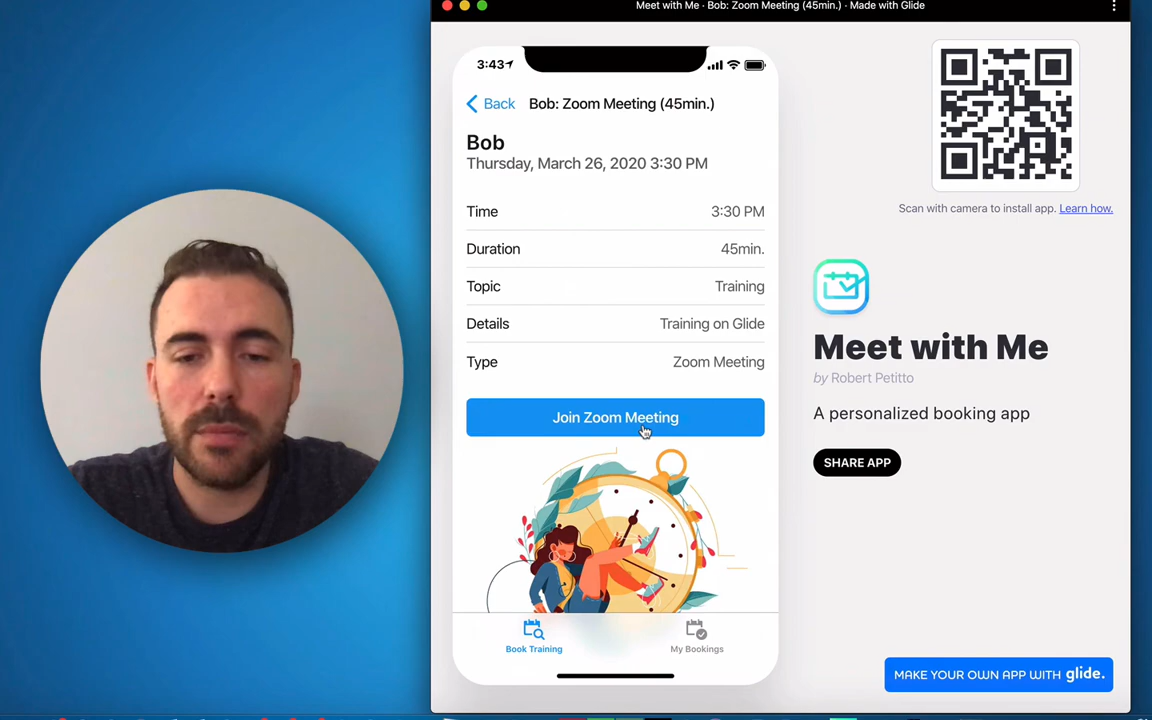 Meet with Me · Bob: Zoom Meeting (45min.) · Made with Glide
3:43
Back Bob: Zoom Meeting (45min.)
Bob
Thursday, March 26, 2020 3:30 PM
Time 3:30 PM
Duration 45min.
Topic Training
Details Training on Glide
Type Zoom Meeting
Join Zoom Meeting
Book Training
My Bookings
Scan with camera to install app. Learn how.
Meet with Me
by Robert Petitto
A personalized booking app
SHARE APP
MAKE YOUR OWN APP WITH glide.